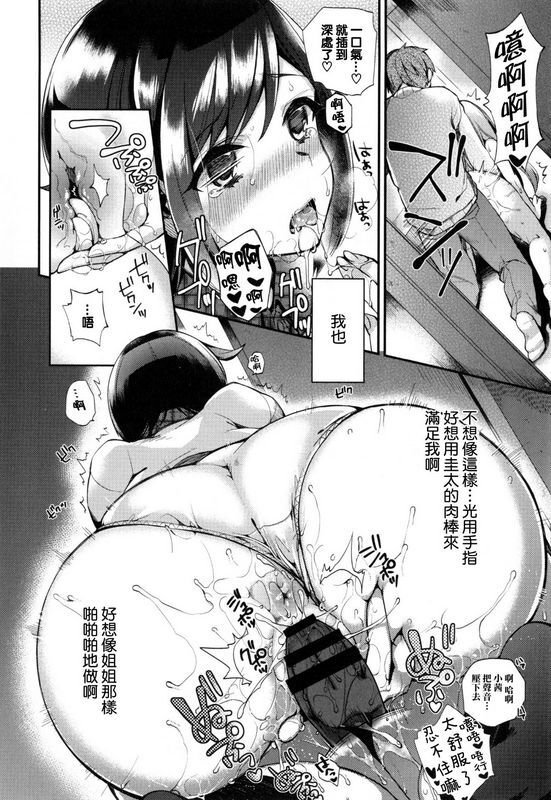 噫啊啊啊♥
一口氣…♡
就插到
深處了♡
啊唔
啊
啊
嗯
啊
…唔
我也
哈啊
…啊
不想像這樣…光用手指
好想用圭太的肉棒來
滿足我啊
好想像姐姐那樣
啪啪啪地做啊
啊 哈啊
小茜
把聲音…
壓下去
唔行
太舒服了
忍不住嘛